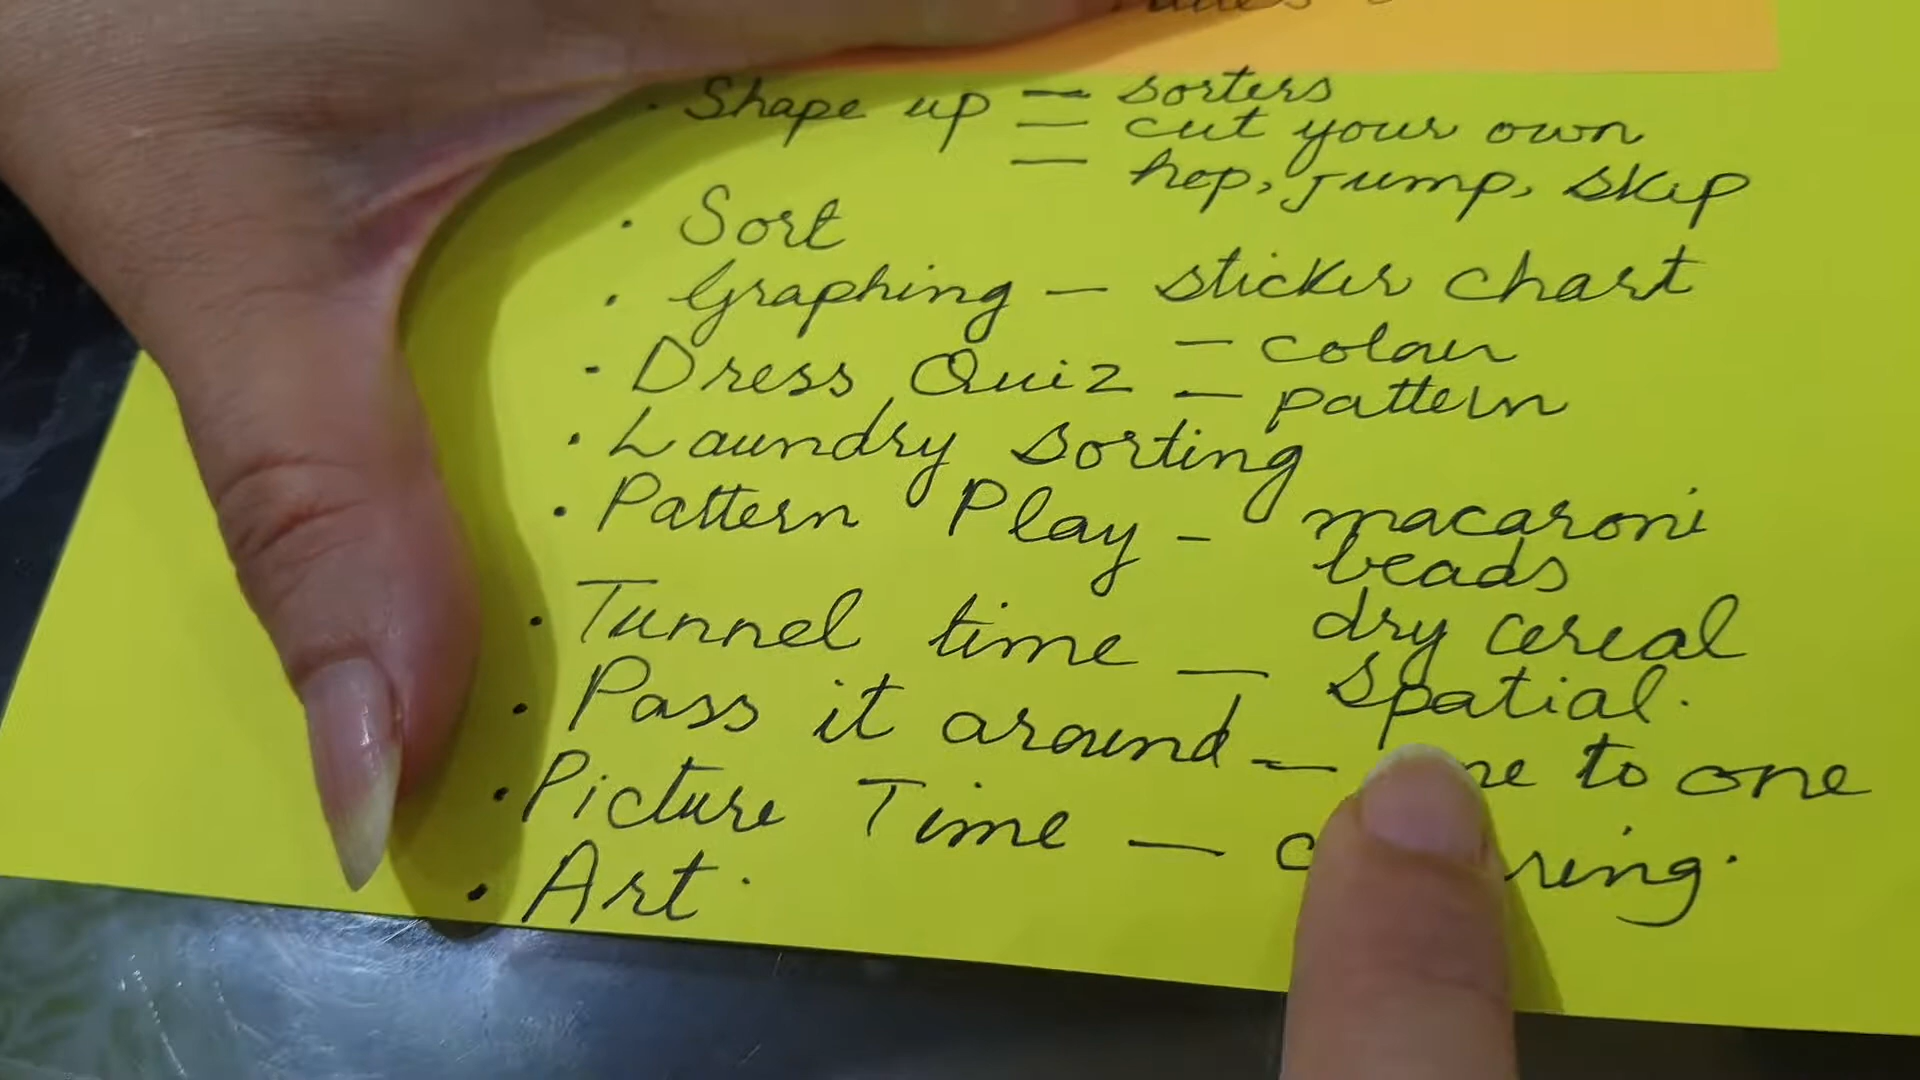 · Shape up — sorters
— cut your own
— hop, jump, skip
· Sort
· Graphing — sticker chart
· Dress Quiz — colour
— pattern
· Laundry sorting
· Pattern Play - macaroni
beads
dry cereal
· Tunnel time — spatial.
· Pass it around — to one
· Picture Time —
· Art.